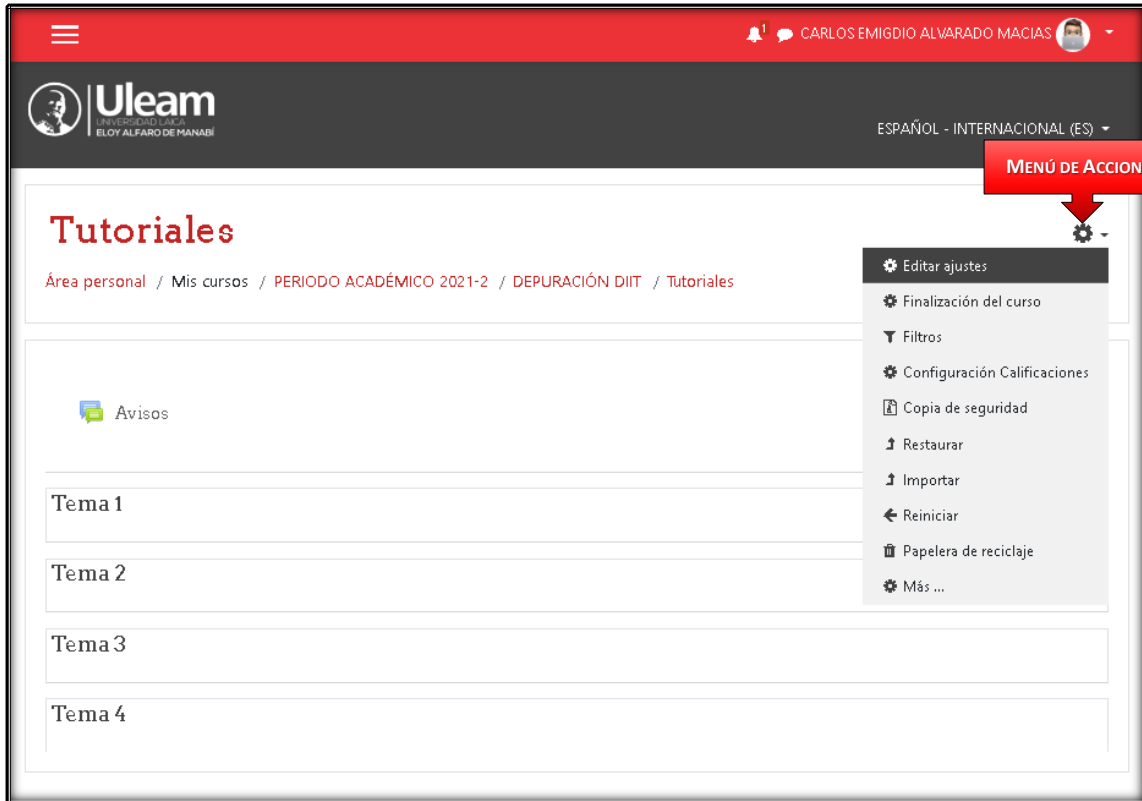 1
CARLOS EMIGDIO ALVARADO MACIAS
Uleam
UNIVERSIDAD LAICA
ELOY ALFARO DE MANABÍ
ESPAÑOL - INTERNACIONAL (ES)
MENÚ DE ACCION
Tutoriales
Área personal / Mis cursos / PERIODO ACADÉMICO 2021-2 / DEPURACIÓN DIIT / Tutoriales
Editar ajustes
Finalización del curso
Filtros
Configuración Calificaciones
Copia de seguridad
Restaurar
Importar
Reiniciar
Papelera de reciclaje
Más ...
Avisos
Tema 1
Tema 2
Tema 3
Tema 4